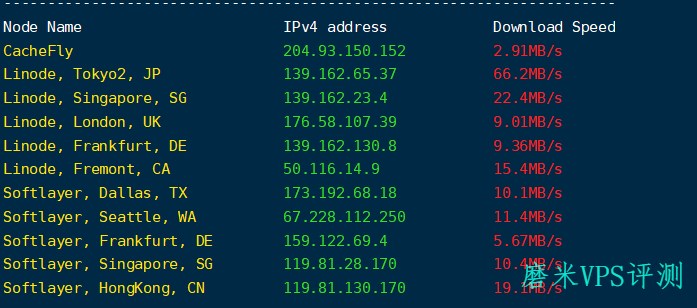 ----------------------------------------------------------------------
Node Name IPv4 address Download Speed
CacheFly 204.93.150.152 2.91MB/s
Linode, Tokyo2, JP 139.162.65.37 66.2MB/s
Linode, Singapore, SG 139.162.23.4 22.4MB/s
Linode, London, UK 176.58.107.39 9.01MB/s
Linode, Frankfurt, DE 139.162.130.8 9.36MB/s
Linode, Fremont, CA 50.116.14.9 15.4MB/s
Softlayer, Dallas, TX 173.192.68.18 10.1MB/s
Softlayer, Seattle, WA 67.228.112.250 11.4MB/s
Softlayer, Frankfurt, DE 159.122.69.4 5.67MB/s
Softlayer, Singapore, SG 119.81.28.170 10.4MB/s
Softlayer, HongKong, CN 119.81.130.170 19.1MB/s
磨米VPS评测